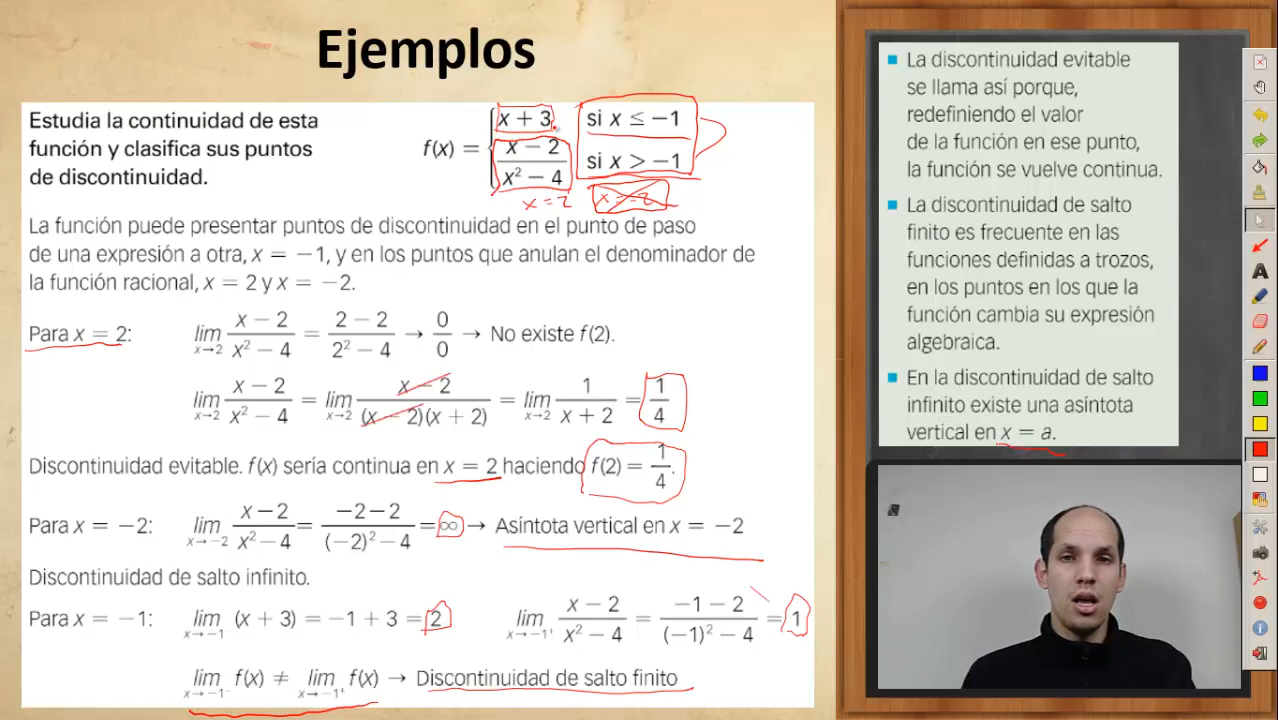 Ejemplos
Estudia la continuidad de esta
función y clasifica sus puntos
de discontinuidad.
f(x) = { x + 3 si x ≤ −1
x − 2 / x² − 4 si x > −1
x = 2 x = −2
La función puede presentar puntos de discontinuidad en el punto de paso
de una expresión a otra, x = −1, y en los puntos que anulan el denominador de
la función racional, x = 2 y x = −2.
Para x = 2: lim x→2 x − 2 / x² − 4 = 2 − 2 / 2² − 4 → 0 / 0 → No existe f(2).
lim x→2 x − 2 / x² − 4 = lim x→2 x − 2 / (x − 2)(x + 2) = lim x→2 1 / x + 2 = 1 / 4
Discontinuidad evitable. f(x) sería continua en x = 2 haciendo f(2) = 1 / 4.
Para x = −2: lim x→−2 x − 2 / x² − 4 = −2 − 2 / (−2)² − 4 = ∞ → Asíntota vertical en x = −2
Discontinuidad de salto infinito.
Para x = −1: lim x→−1⁻ (x + 3) = −1 + 3 = 2 lim x→−1⁺ x − 2 / x² − 4 = −1 − 2 / (−1)² − 4 = 1
lim x→−1⁻ f(x) ≠ lim x→−1⁺ f(x) → Discontinuidad de salto finito
La discontinuidad evitable
se llama así porque,
redefiniendo el valor
de la función en ese punto,
la función se vuelve continua.
La discontinuidad de salto
finito es frecuente en las
funciones definidas a trozos,
en los puntos en los que la
función cambia su expresión
algebraica.
En la discontinuidad de salto
infinito existe una asíntota
vertical en x = a.
A